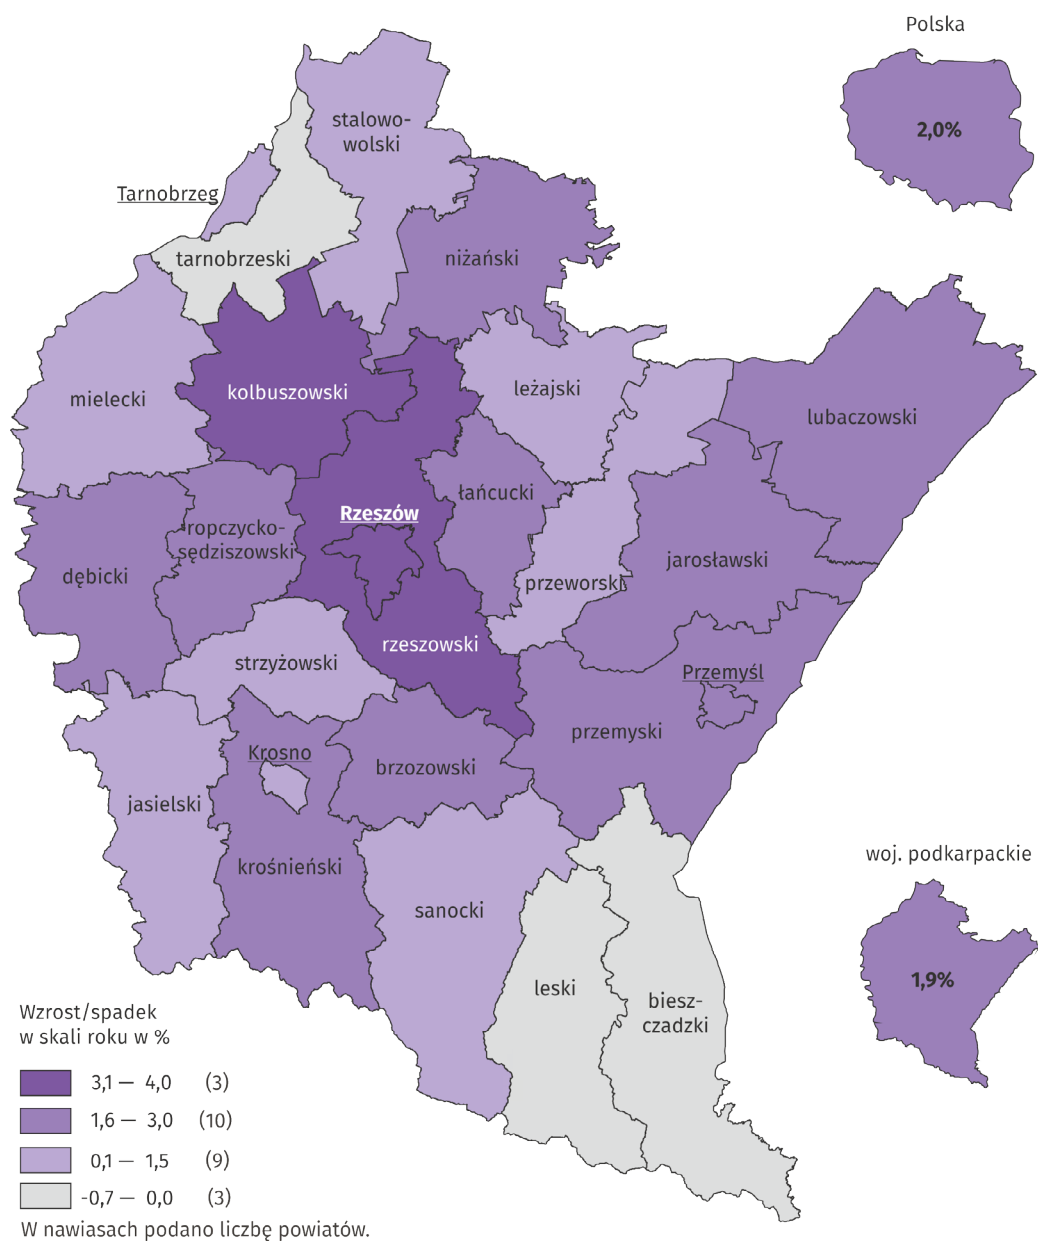 Polska
2,0%
stalowo-
wolski
Tarnobrzeg
tarnobrzeski
niżański
mielecki
kolbuszowski
leżajski
lubaczowski
łańcucki
Rzeszów
ropczycko-
sędziszowski
dębicki
jarosławski
przeworski
rzeszowski
strzyżowski
Przemyśl
przemyski
Krosno
brzozowski
jasielski
krośnieński
sanocki
leski
biesz-
czadzki
woj. podkarpackie
1,9%
Wzrost/spadek
w skali roku w %
3,1 — 4,0 (3)
1,6 — 3,0 (10)
0,1 — 1,5 (9)
-0,7 — 0,0 (3)
W nawiasach podano liczbę powiatów.